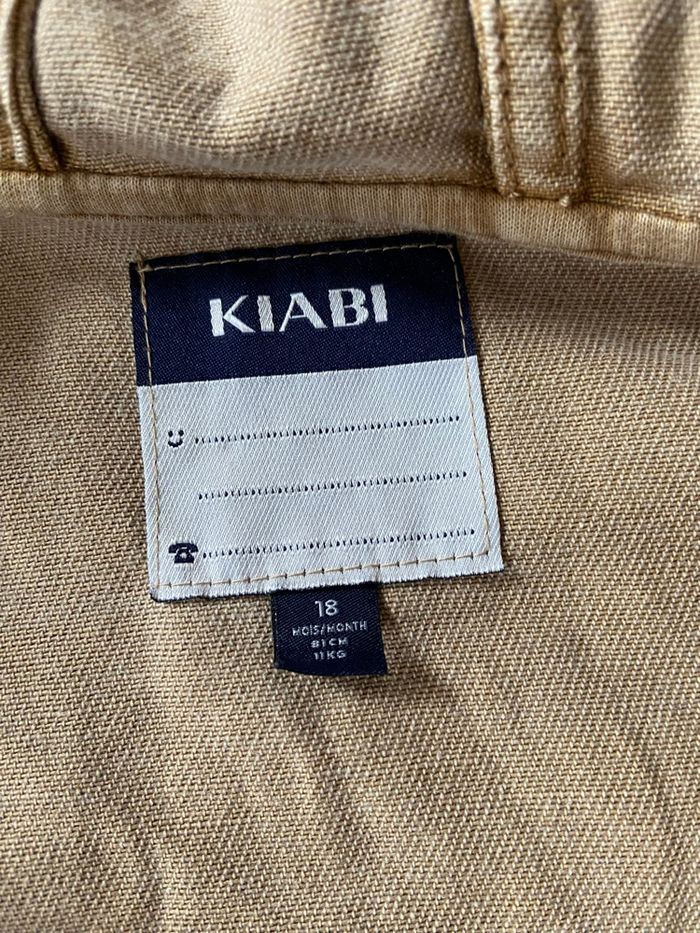 KIABI
18
MOIS/MONTH
81CM
11KG